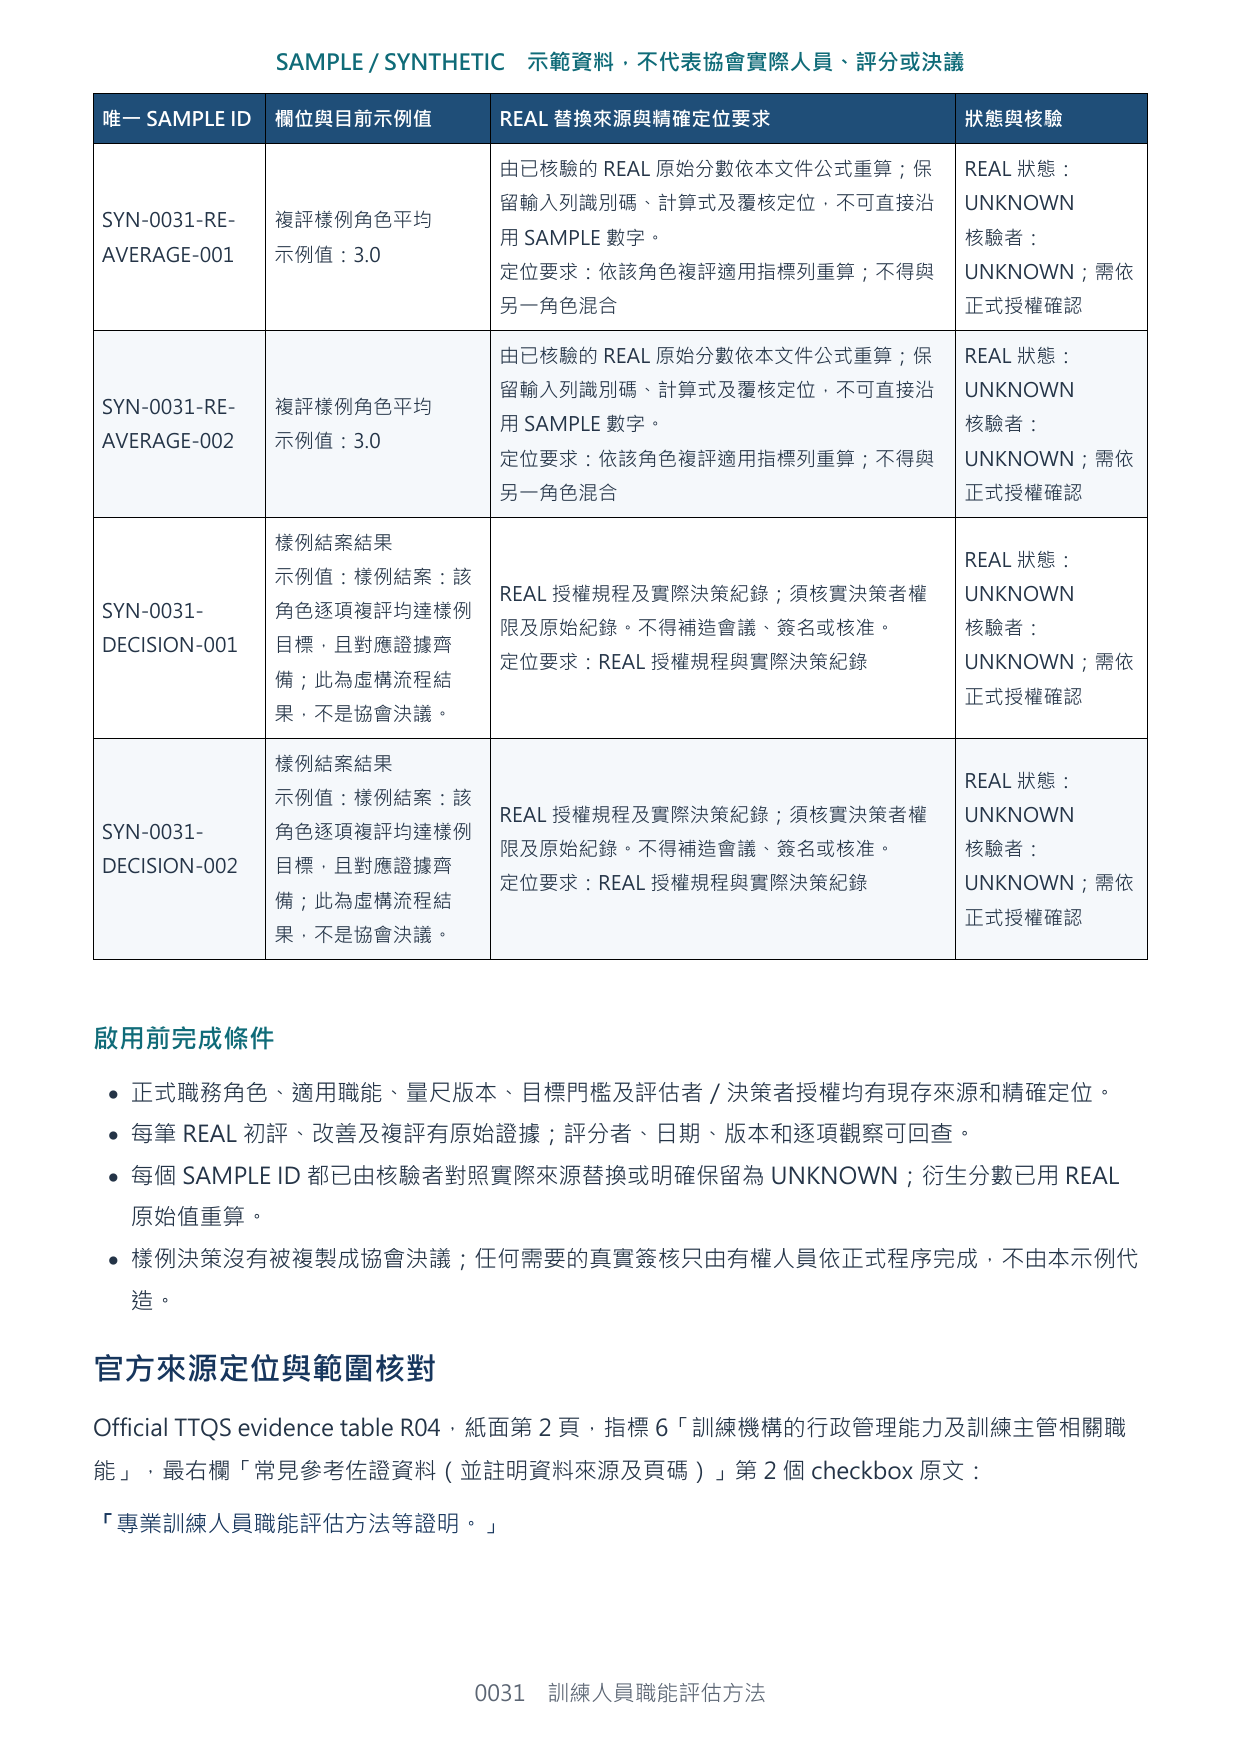 SAMPLE / SYNTHETIC　示範資料，不代表協會實際人員、評分或決議
唯一 SAMPLE ID
欄位與目前示例值
REAL 替換來源與精確定位要求
狀態與核驗
SYN-0031-RE-
AVERAGE-001
複評樣例角色平均
示例值：3.0
由已核驗的 REAL 原始分數依本文件公式重算；保
留輸入列識別碼、計算式及覆核定位，不可直接沿
用 SAMPLE 數字。
定位要求：依該角色複評適用指標列重算；不得與
另一角色混合
REAL 狀態：
UNKNOWN
核驗者：
UNKNOWN；需依
正式授權確認
SYN-0031-RE-
AVERAGE-002
複評樣例角色平均
示例值：3.0
由已核驗的 REAL 原始分數依本文件公式重算；保
留輸入列識別碼、計算式及覆核定位，不可直接沿
用 SAMPLE 數字。
定位要求：依該角色複評適用指標列重算；不得與
另一角色混合
REAL 狀態：
UNKNOWN
核驗者：
UNKNOWN；需依
正式授權確認
SYN-0031-
DECISION-001
樣例結案結果
示例值：樣例結案：該
角色逐項複評均達樣例
目標，且對應證據齊
備；此為虛構流程結
果，不是協會決議。
REAL 授權規程及實際決策紀錄；須核實決策者權
限及原始紀錄。不得補造會議、簽名或核准。
定位要求：REAL 授權規程與實際決策紀錄
REAL 狀態：
UNKNOWN
核驗者：
UNKNOWN；需依
正式授權確認
SYN-0031-
DECISION-002
樣例結案結果
示例值：樣例結案：該
角色逐項複評均達樣例
目標，且對應證據齊
備；此為虛構流程結
果，不是協會決議。
REAL 授權規程及實際決策紀錄；須核實決策者權
限及原始紀錄。不得補造會議、簽名或核准。
定位要求：REAL 授權規程與實際決策紀錄
REAL 狀態：
UNKNOWN
核驗者：
UNKNOWN；需依
正式授權確認
啟用前完成條件
• 正式職務角色、適用職能、量尺版本、目標門檻及評估者 / 決策者授權均有現存來源和精確定位。
• 每筆 REAL 初評、改善及複評有原始證據；評分者、日期、版本和逐項觀察可回查。
• 每個 SAMPLE ID 都已由核驗者對照實際來源替換或明確保留為 UNKNOWN；衍生分數已用 REAL
原始值重算。
• 樣例決策沒有被複製成協會決議；任何需要的真實簽核只由有權人員依正式程序完成，不由本示例代
造。
官方來源定位與範圍核對
Official TTQS evidence table R04，紙面第 2 頁，指標 6「訓練機構的行政管理能力及訓練主管相關職
能」，最右欄「常見參考佐證資料（並註明資料來源及頁碼）」第 2 個 checkbox 原文：
「專業訓練人員職能評估方法等證明。」
0031　訓練人員職能評估方法